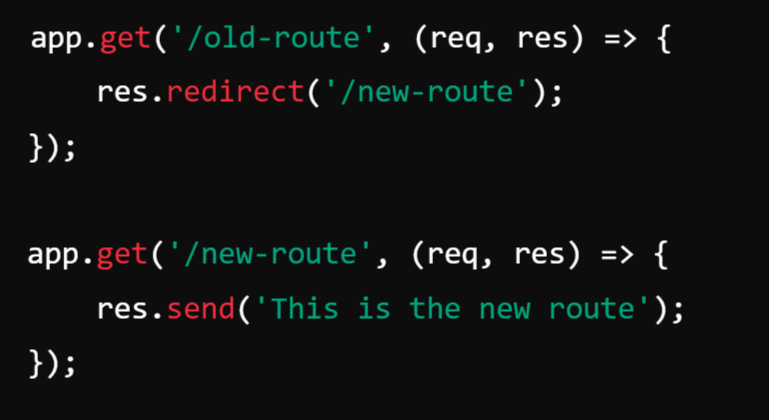 app.get('/old-route', (req, res) => {
    res.redirect('/new-route');
});
app.get('/new-route', (req, res) => {
    res.send('This is the new route');
});